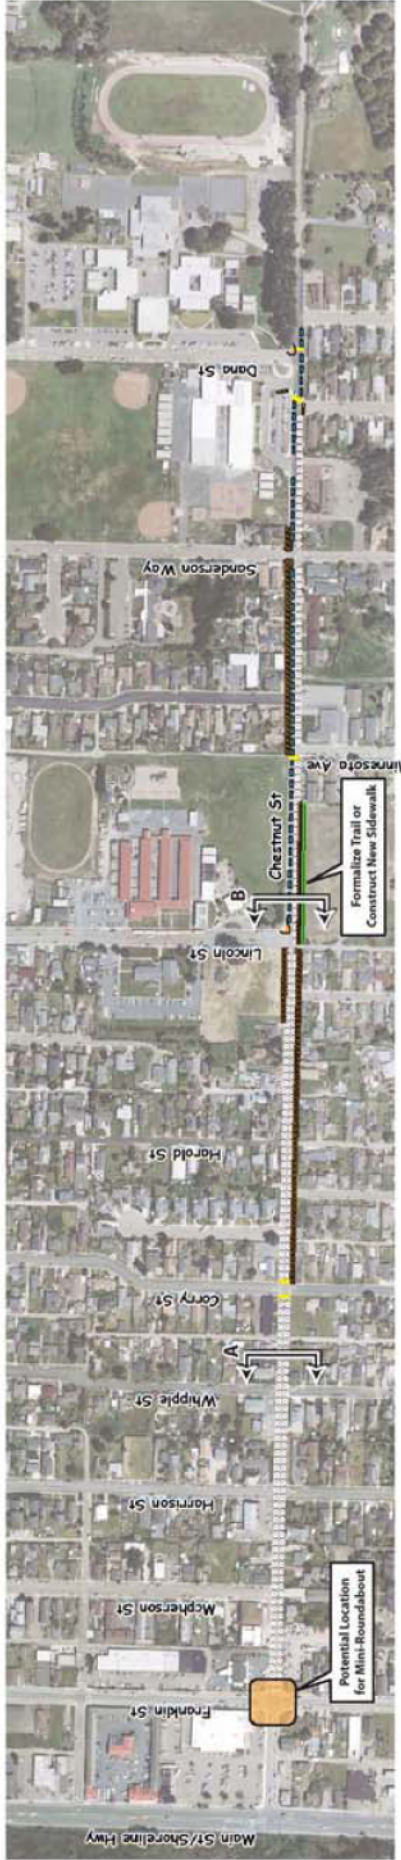 Dana St
Sanderson Way
Minnesota Ave
Chestnut St
Formalize Trail or
Construct New Sidewalk
B
Lincoln St
Harold St
Corry St
A
Whipple St
Harrison St
Mcpherson St
Potential Location
for Mini-Roundabout
Franklin St
Main St/Shoreline Hwy